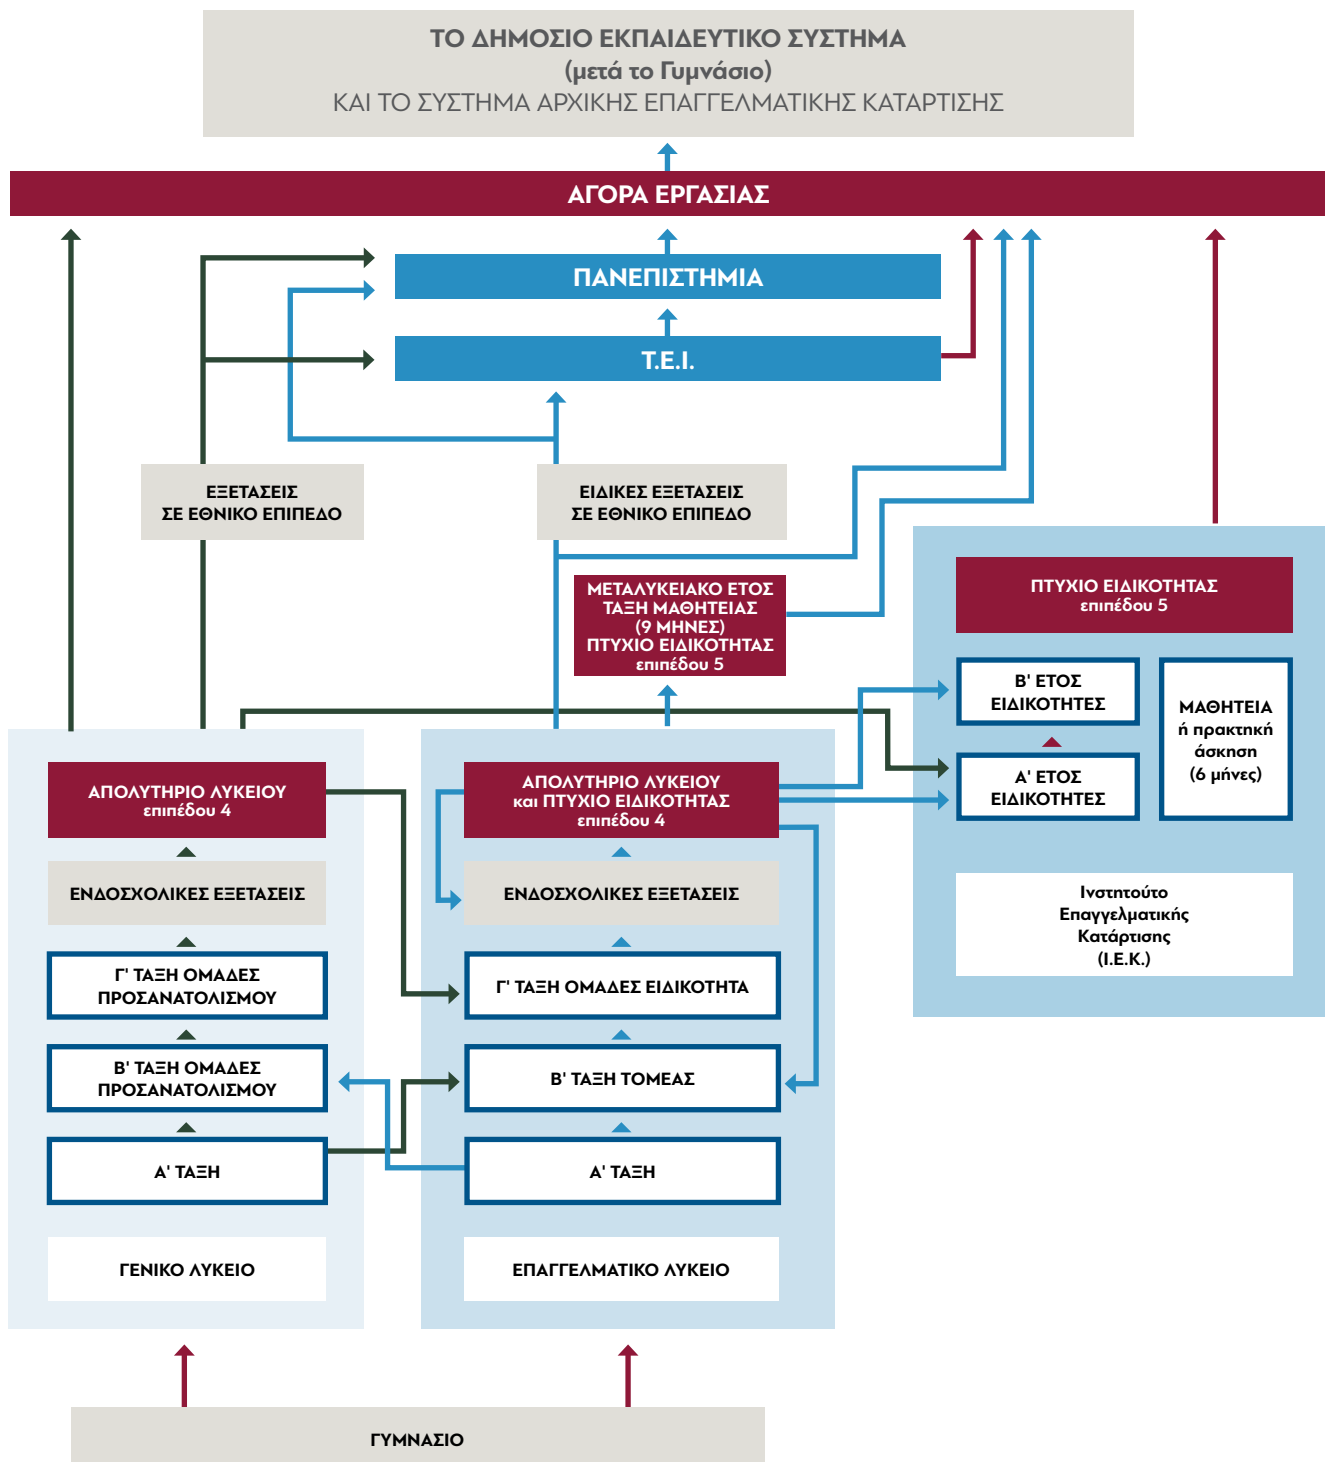 ΤΟ ΔΗΜΟΣΙΟ ΕΚΠΑΙΔΕΥΤΙΚΟ ΣΥΣΤΗΜΑ
(μετά το Γυμνάσιο)
ΚΑΙ ΤΟ ΣΥΣΤΗΜΑ ΑΡΧΙΚΗΣ ΕΠΑΓΓΕΛΜΑΤΙΚΗΣ ΚΑΤΑΡΤΙΣΗΣ
ΑΓΟΡΑ ΕΡΓΑΣΙΑΣ
ΠΑΝΕΠΙΣΤΗΜΙΑ
Τ.Ε.Ι.
ΕΞΕΤΑΣΕΙΣ
ΣΕ ΕΘΝΙΚΟ ΕΠΙΠΕΔΟ
ΕΙΔΙΚΕΣ ΕΞΕΤΑΣΕΙΣ
ΣΕ ΕΘΝΙΚΟ ΕΠΙΠΕΔΟ
ΜΕΤΑΛΥΚΕΙΑΚΟ ΕΤΟΣ
ΤΑΞΗ ΜΑΘΗΤΕΙΑΣ
(9 ΜΗΝΕΣ)
ΠΤΥΧΙΟ ΕΙΔΙΚΟΤΗΤΑΣ
επιπέδου 5
ΠΤΥΧΙΟ ΕΙΔΙΚΟΤΗΤΑΣ
επιπέδου 5
Β' ΕΤΟΣ
ΕΙΔΙΚΟΤΗΤΕΣ
ΜΑΘΗΤΕΙΑ
ή πρακτηκή
άσκηση
(6 μήνες)
Α' ΕΤΟΣ
ΕΙΔΙΚΟΤΗΤΕΣ
Ινστητούτο
Επαγγελματικής
Κατάρτισης
(Ι.Ε.Κ.)
ΑΠΟΛΥΤΗΡΙΟ ΛΥΚΕΙΟΥ
επιπέδου 4
ΕΝΔΟΣΧΟΛΙΚΕΣ ΕΞΕΤΑΣΕΙΣ
Γ' ΤΑΞΗ ΟΜΑΔΕΣ
ΠΡΟΣΑΝΑΤΟΛΙΣΜΟΥ
Β' ΤΑΞΗ ΟΜΑΔΕΣ
ΠΡΟΣΑΝΑΤΟΛΙΣΜΟΥ
Α' ΤΑΞΗ
ΓΕΝΙΚΟ ΛΥΚΕΙΟ
ΑΠΟΛΥΤΗΡΙΟ ΛΥΚΕΙΟΥ
και ΠΤΥΧΙΟ ΕΙΔΙΚΟΤΗΤΑΣ
επιπέδου 4
ΕΝΔΟΣΧΟΛΙΚΕΣ ΕΞΕΤΑΣΕΙΣ
Γ' ΤΑΞΗ ΟΜΑΔΕΣ ΕΙΔΙΚΟΤΗΤΑ
Β' ΤΑΞΗ ΤΟΜΕΑΣ
Α' ΤΑΞΗ
ΕΠΑΓΓΕΛΜΑΤΙΚΟ ΛΥΚΕΙΟ
ΓΥΜΝΑΣΙΟ